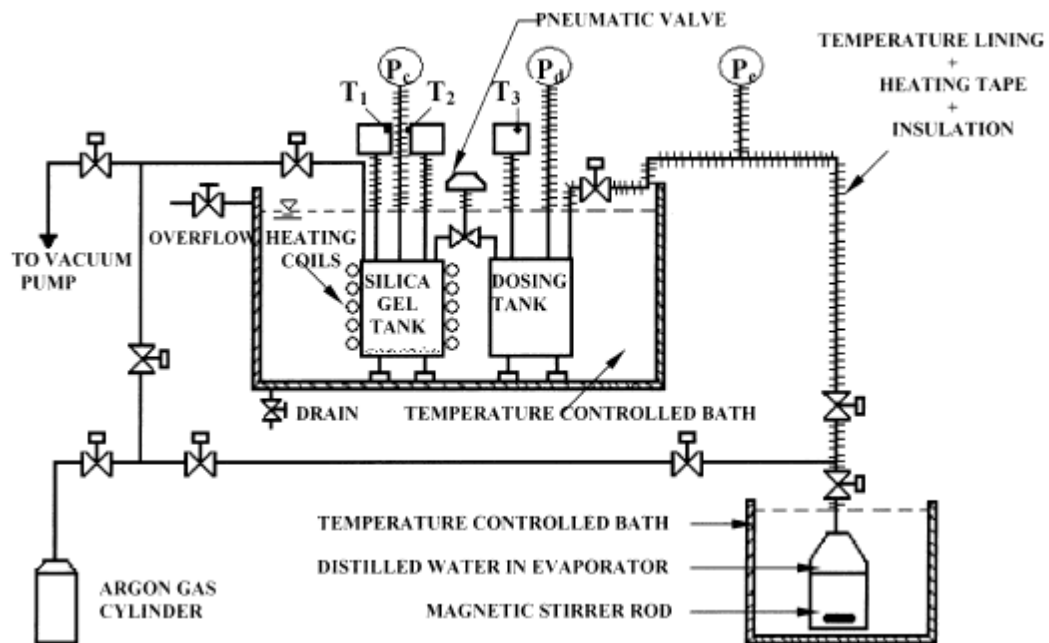 PNEUMATIC VALVE
TEMPERATURE LINING
+
HEATING TAPE
+
INSULATION
Pc
Pd
Pe
T1
T2
T3
OVERFLOW
HEATING
COILS
TO VACUUM
PUMP
SILICA
GEL
TANK
DOSING
TANK
DRAIN
TEMPERATURE CONTROLLED BATH
TEMPERATURE CONTROLLED BATH
DISTILLED WATER IN EVAPORATOR
MAGNETIC STIRRER ROD
ARGON GAS
CYLINDER